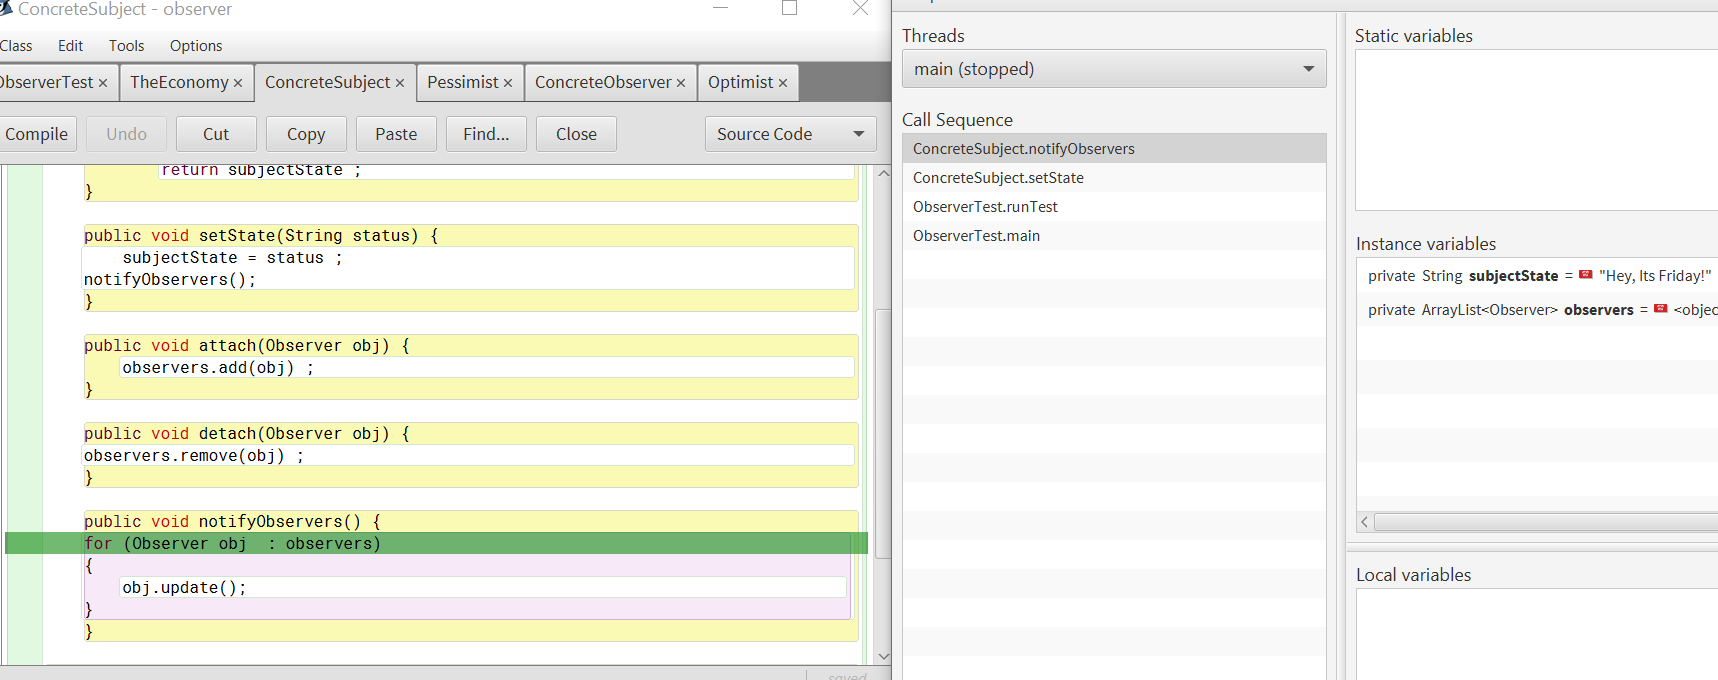 ConcreteSubject - observer
Class Edit Tools Options
ObserverTest × TheEconomy × ConcreteSubject × Pessimist × ConcreteObserver × Optimist ×
Compile Undo Cut Copy Paste Find... Close Source Code
return subjectState ;
}
public void setState(String status) {
subjectState = status ;
notifyObservers();
}
public void attach(Observer obj) {
observers.add(obj) ;
}
public void detach(Observer obj) {
observers.remove(obj) ;
}
public void notifyObservers() {
for (Observer obj  : observers)
{
obj.update();
}
}
saved
Threads
main (stopped)
Call Sequence
ConcreteSubject.notifyObservers
ConcreteSubject.setState
ObserverTest.runTest
ObserverTest.main
Static variables
Instance variables
private String subjectState = "Hey, Its Friday!"
private ArrayList<Observer> observers = <objec
Local variables